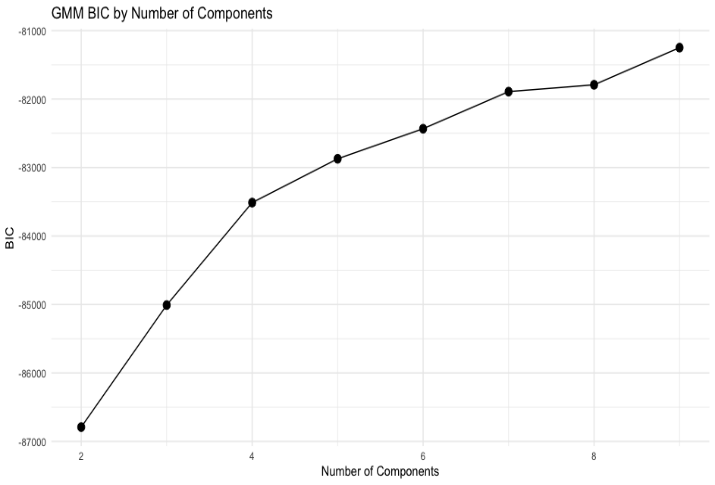 GMM BIC by Number of Components
-81000
-82000
-83000
-84000
-85000
-86000
-87000
BIC
2 4 6 8
Number of Components